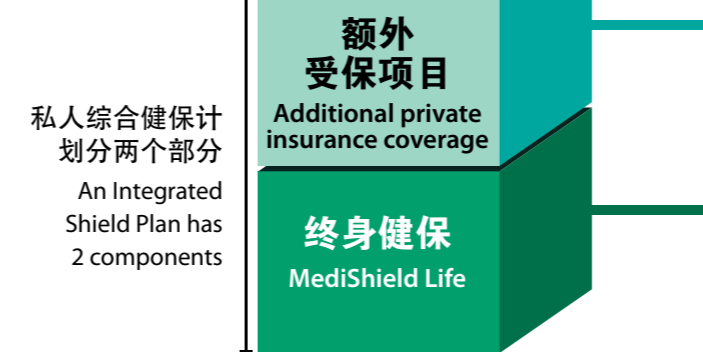 私人综合健保计
划分两个部分
An Integrated
Shield Plan has
2 components
额外
受保项目
Additional private
insurance coverage
终身健保
MediShield Life